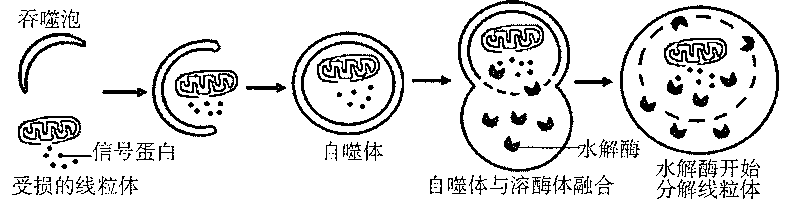 吞噬泡
信号蛋白
受损的线粒体
自噬体
水解酶
自噬体与溶酶体融合
水解酶开始
分解线粒体